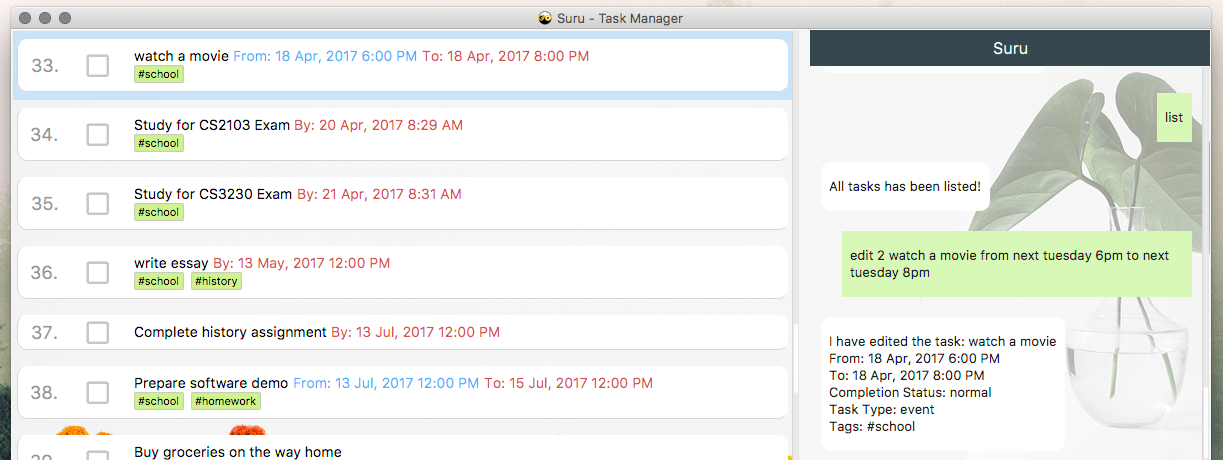 Suru - Task Manager
33.
watch a movie From: 18 Apr, 2017 6:00 PM To: 18 Apr, 2017 8:00 PM
#school
34.
Study for CS2103 Exam By: 20 Apr, 2017 8:29 AM
#school
35.
Study for CS3230 Exam By: 21 Apr, 2017 8:31 AM
#school
36.
write essay By: 13 May, 2017 12:00 PM
#school #history
37.
Complete history assignment By: 13 Jul, 2017 12:00 PM
38.
Prepare software demo From: 13 Jul, 2017 12:00 PM To: 15 Jul, 2017 12:00 PM
#school #homework
Buy groceries on the way home
Suru
list
All tasks has been listed!
edit 2 watch a movie from next tuesday 6pm to next
tuesday 8pm
I have edited the task: watch a movie
From: 18 Apr, 2017 6:00 PM
To: 18 Apr, 2017 8:00 PM
Completion Status: normal
Task Type: event
Tags: #school